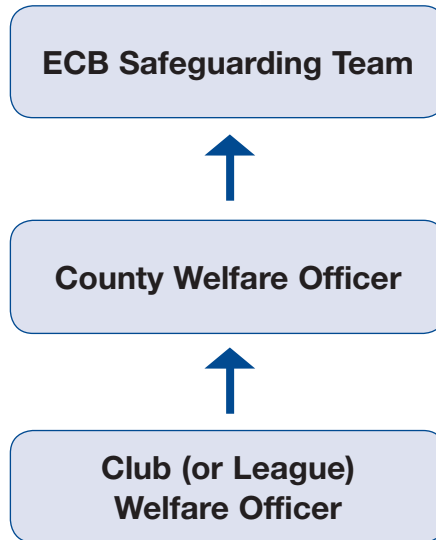 ECB Safeguarding Team
County Welfare Officer
Club (or League)
Welfare Officer